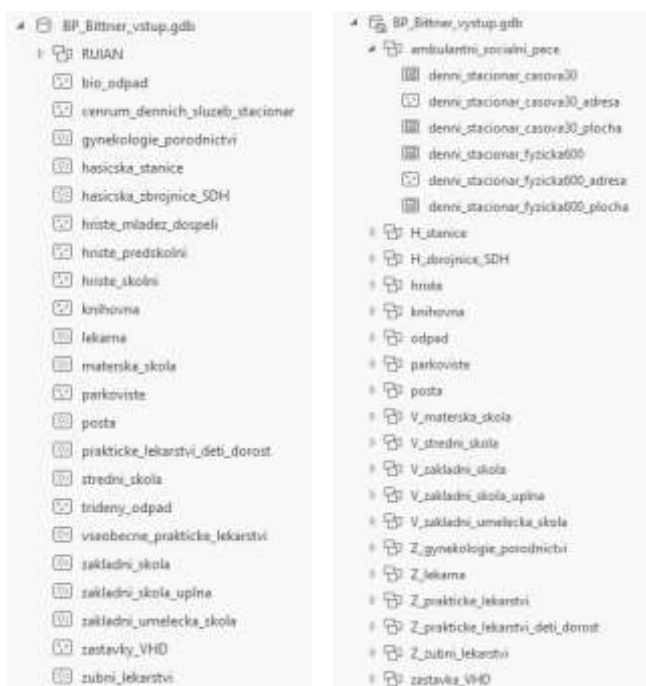 BP_Bittner_vstup.gdb
RUIAN
bio_odpad
cenrum_dennich_sluzeb_stacionar
gynekologie_porodnictvi
hasicska_stanice
hasicska_zbrojnice_SDH
hriste_mladez_dospeli
hriste_predskolni
hriste_skolni
knihovna
lekarna
materska_skola
parkoviste
posta
prakticke_lekarstvi_deti_dorost
stredni_skola
trideny_odpad
vseobecne_prakticke_lekarstvi
zakladni_skola
zakladni_skola_uplna
zakladni_umelecka_skola
zastavky_VHD
zubni_lekarstvi
BP_Bittner_vystup.gdb
ambulantni_socialni_pece
denni_stacionar_casova30
denni_stacionar_casova30_adresa
denni_stacionar_casova30_plocha
denni_stacionar_fyzicka600
denni_stacionar_fyzicka600_adresa
denni_stacionar_fyzicka600_plocha
H_stanice
H_zbrojnice_SDH
hrista
knihovna
odpad
parkoviste
posta
V_materska_skola
V_stredni_skola
V_zakladni_skola
V_zakladni_skola_uplna
V_zakladni_umelecka_skola
Z_gynekologie_porodnictvi
Z_lekarna
Z_prakticke_lekarstvi
Z_prakticke_lekarstvi_deti_dorost
Z_zubni_lekarstvi
zastavka_VHD